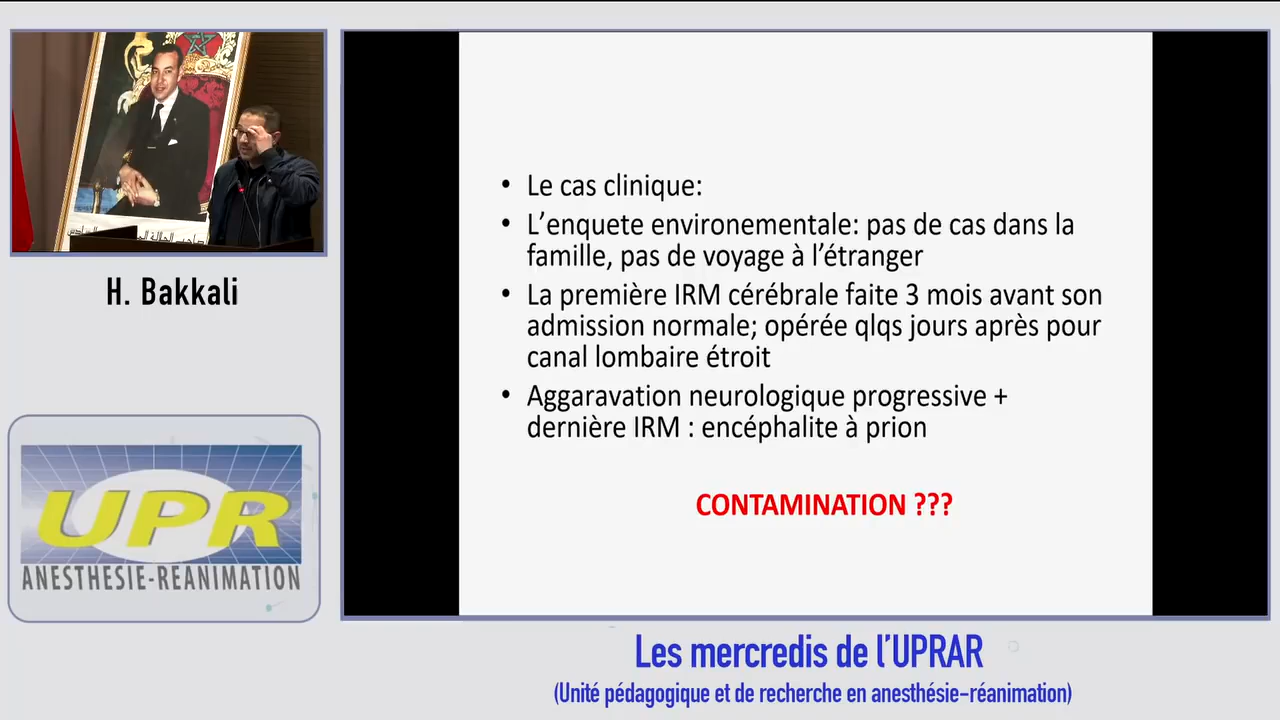 H. Bakkali
UPR
ANESTHESIE-REANIMATION
• Le cas clinique:
• L’enquete environementale: pas de cas dans la
famille, pas de voyage à l’étranger
• La première IRM cérébrale faite 3 mois avant son
admission normale; opérée qlqs jours après pour
canal lombaire étroit
• Aggaravation neurologique progressive +
dernière IRM : encéphalite à prion
CONTAMINATION ???
Les mercredis de l’UPRAR
(Unité pédagogique et de recherche en anesthésie-réanimation)